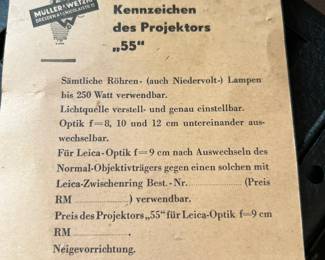 MÜLLER & WETZIG
Kennzeichen
des Projektors
„55“
Sämtliche Röhren- (auch Niedervolt-) Lampen
bis 250 Watt verwendbar.
Lichtquelle verstell- und genau einstellbar.
Optik f=8, 10 und 12 cm untereinander aus-
wechselbar.
Für Leica-Optik f=9 cm nach Auswechseln des
Normal-Objektivträgers gegen einen solchen mit
Leica-Zwischenring Best.-Nr. .................. (Preis
RM ..........................) verwendbar.
Preis des Projektors „55“ für Leica-Optik f=9 cm
RM ..........................
Neigevorrichtung.